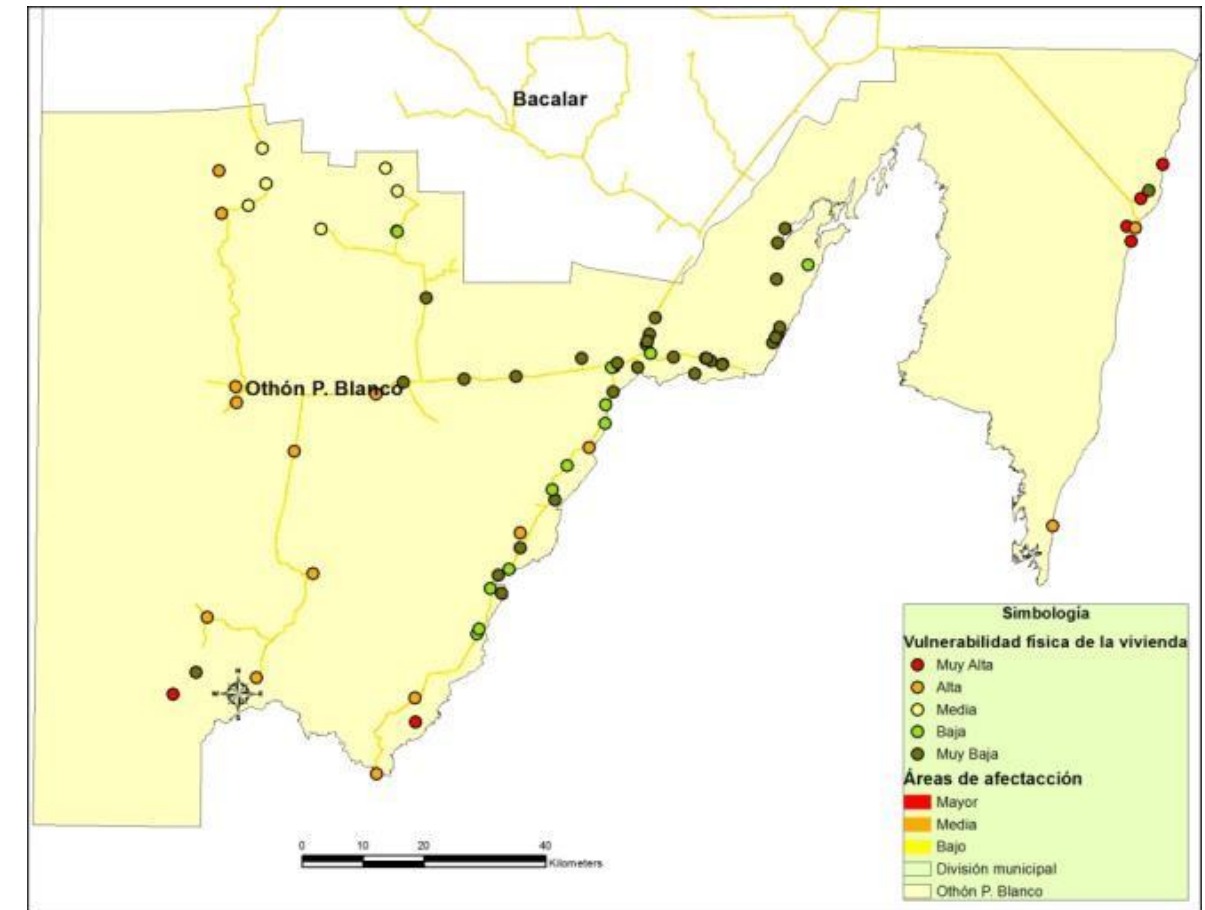 Bacalar
Othón P. Blanco
0 10 20 40
Kilometers
Simbología
Vulnerabilidad fisica de la vivienda
Muy Alta
Alta
Media
Baja
Muy Baja
Áreas de afectacción
Mayor
Media
Bajo
División municipal
Othón P. Blanco